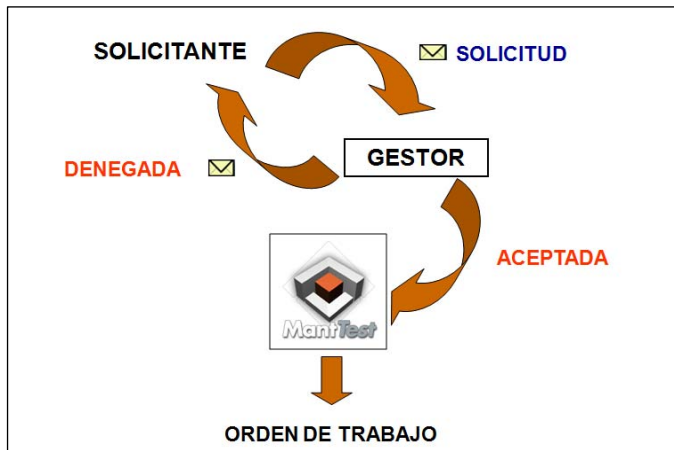 SOLICITANTE
SOLICITUD
GESTOR
DENEGADA
ACEPTADA
MantTest
ORDEN DE TRABAJO